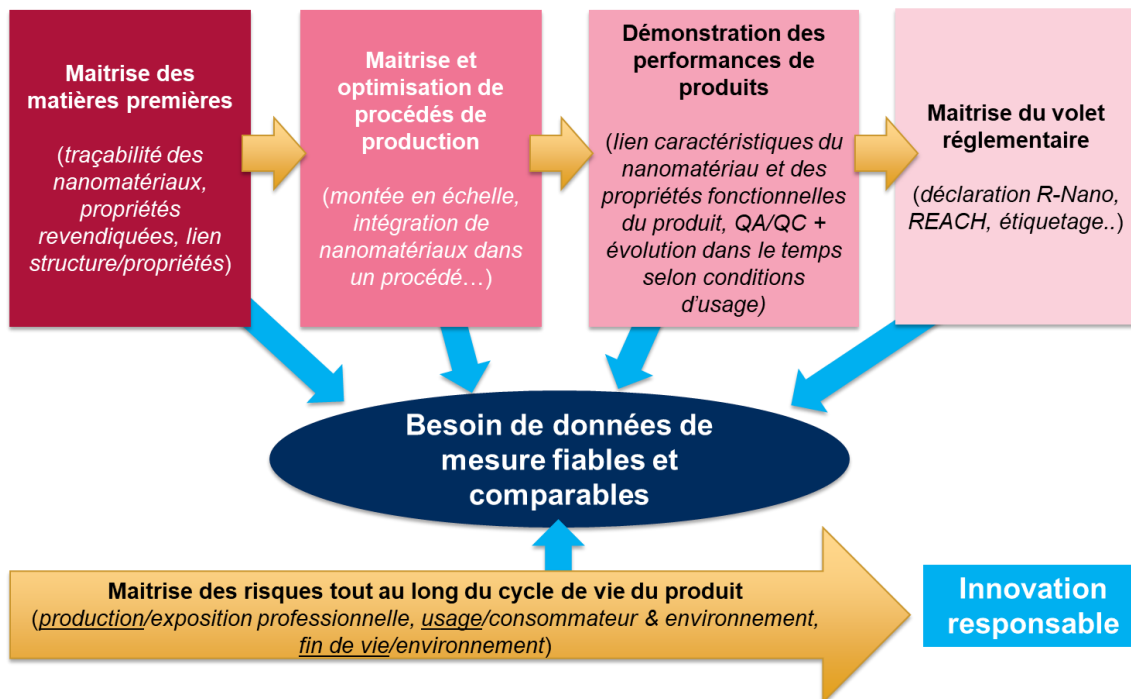 Maitrise des
matières premières
(traçabilité des
nanomatériaux,
propriétés
revendiquées, lien
structure/propriétés)
Maitrise et
optimisation de
procédés de
production
(montée en échelle,
intégration de
nanomatériaux dans
un procédé…)
Démonstration des
performances de
produits
(lien caractéristiques du
nanomatériau et des
propriétés fonctionnelles
du produit, QA/QC +
évolution dans le temps
selon conditions
d’usage)
Maitrise du volet
réglementaire
(déclaration R-Nano,
REACH, étiquetage..)
Besoin de données de
mesure fiables et
comparables
Maitrise des risques tout au long du cycle de vie du produit
(production/exposition professionnelle, usage/consommateur & environnement,
fin de vie/environnement)
Innovation
responsable